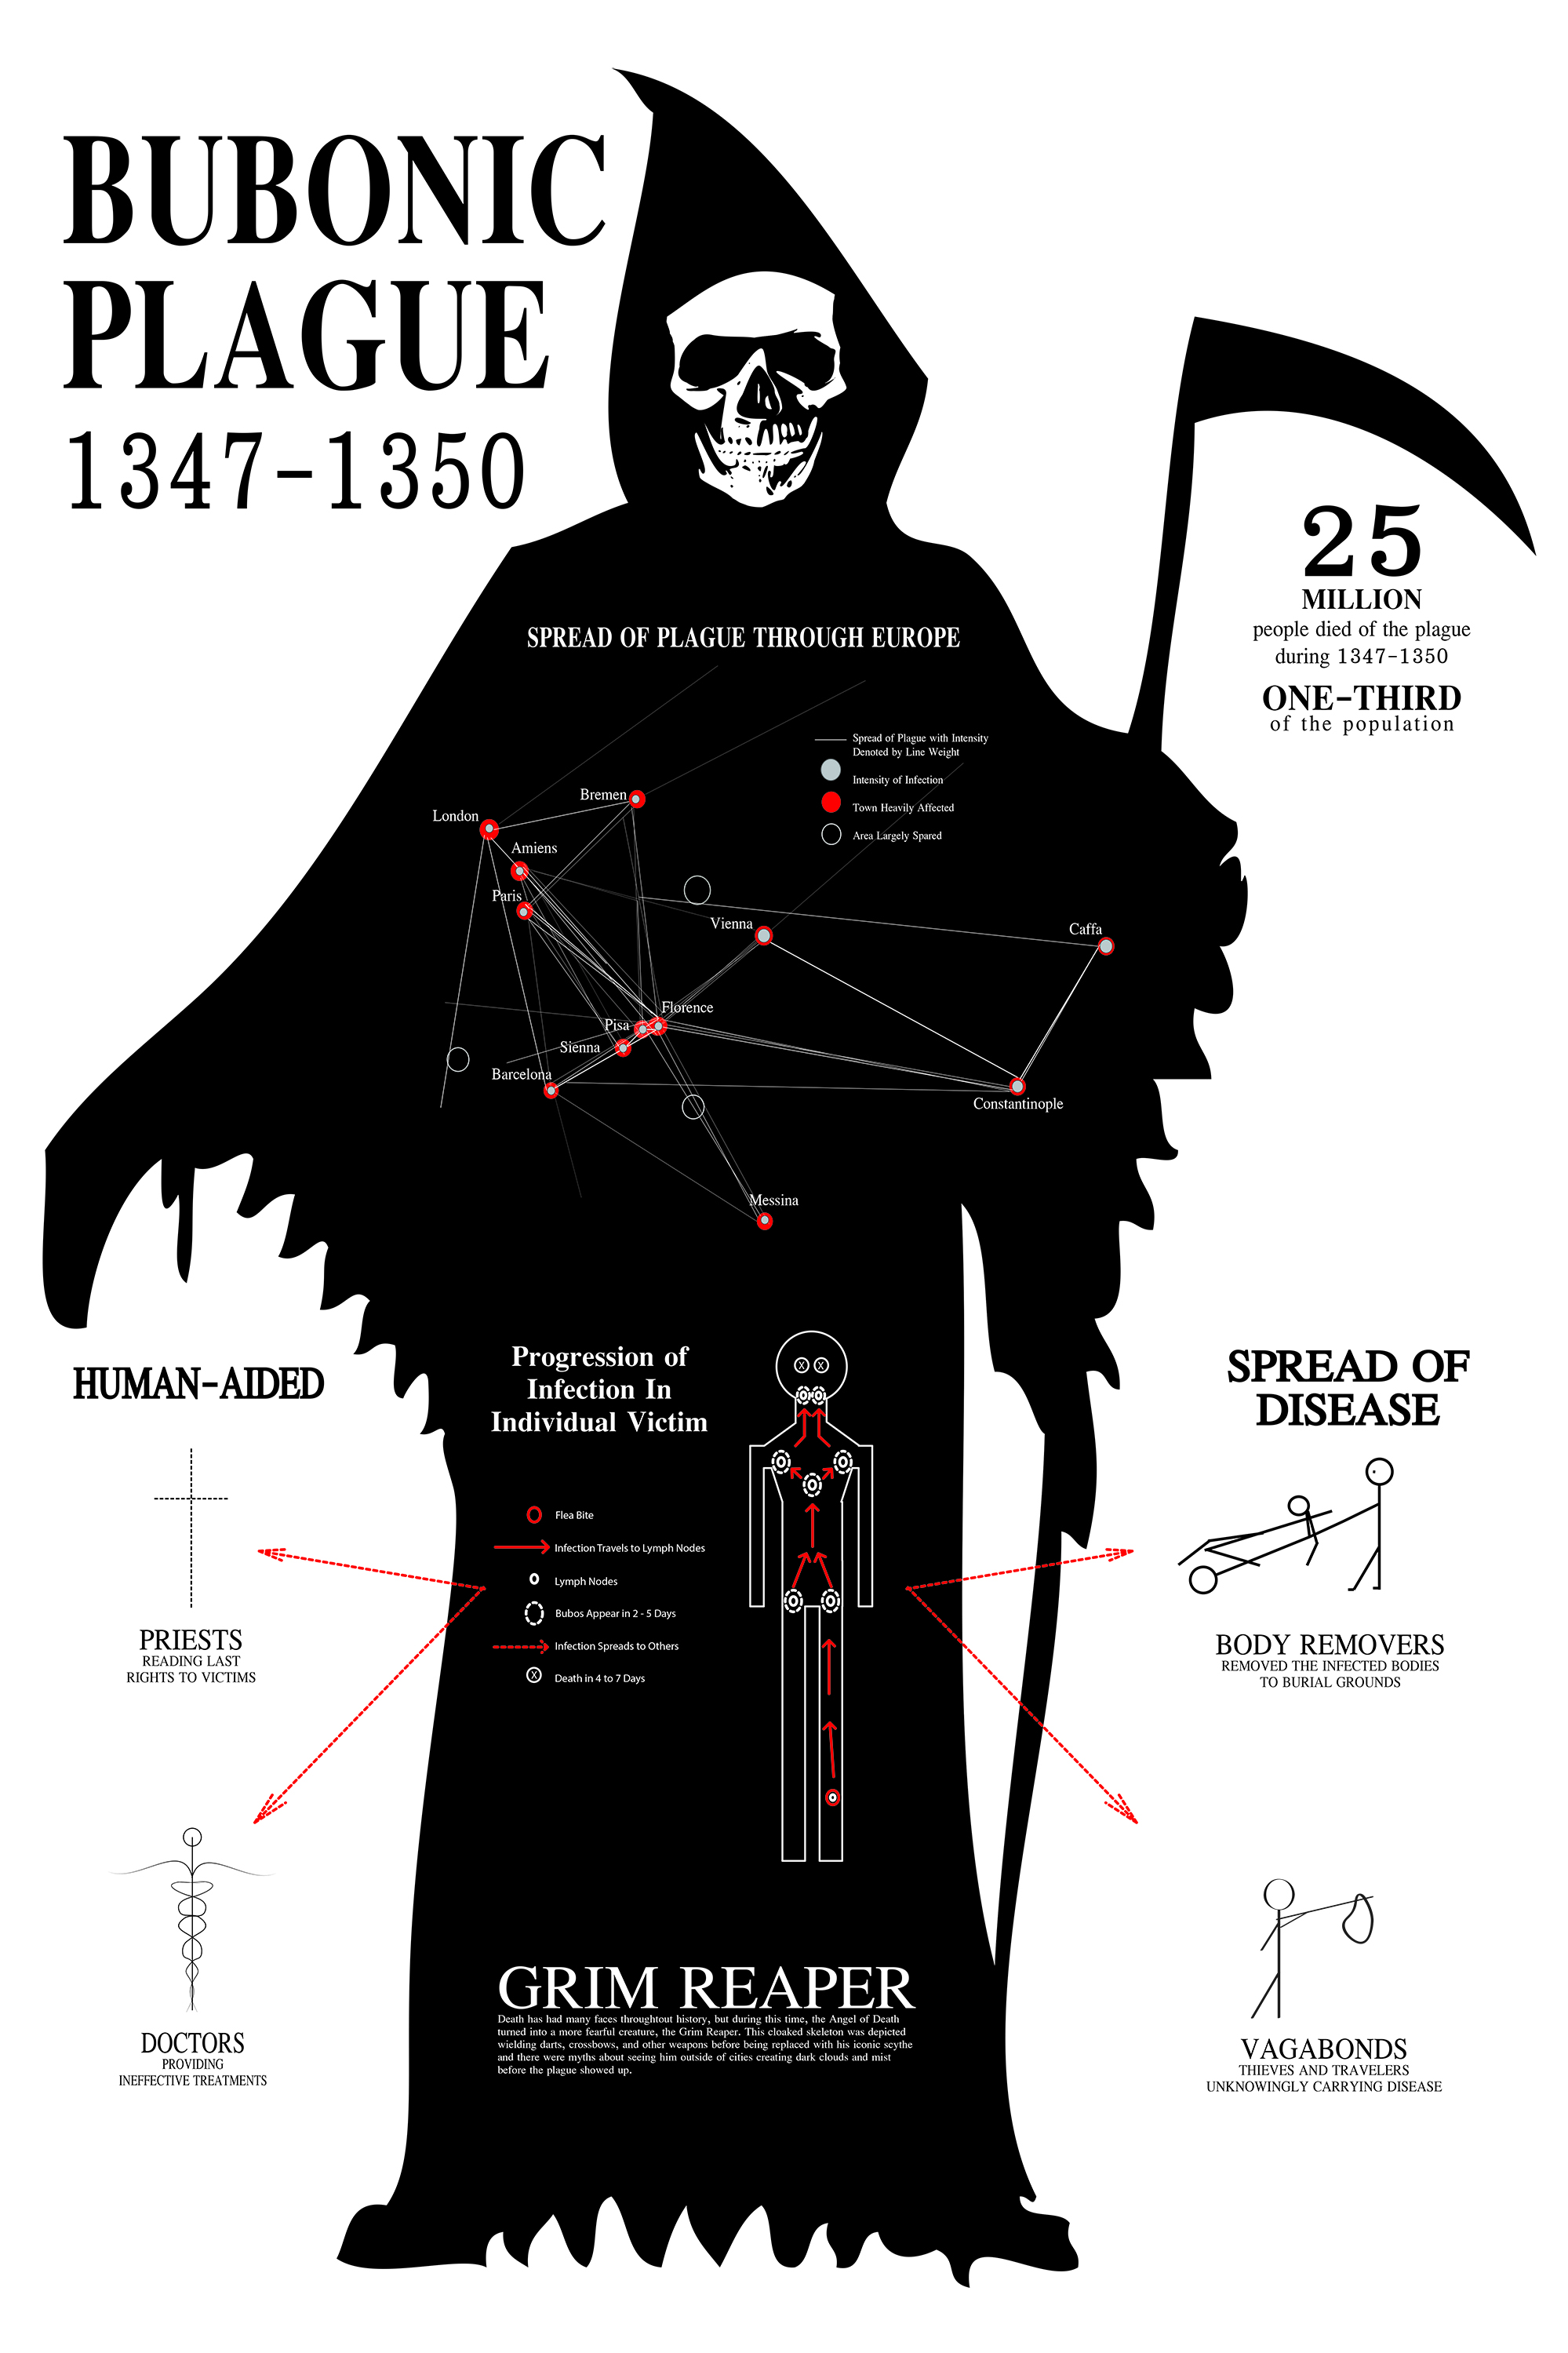 BUBONIC
PLAGUE
1347-1350
25
MILLION
people died of the plague
during 1347-1350
ONE-THIRD
of the population
SPREAD OF PLAGUE THROUGH EUROPE
Spread of Plague with Intensity
Denoted by Line Weight
Intensity of Infection
Town Heavily Affected
Area Largely Spared
Bremen
London
Amiens
Paris
Vienna
Caffa
Florence
Pisa
Sienna
Barcelona
Constantinople
Messina
HUMAN-AIDED
SPREAD OF
DISEASE
Progression of
Infection In
Individual Victim
Flea Bite
Infection Travels to Lymph Nodes
Lymph Nodes
Bubos Appear in 2 - 5 Days
Infection Spreads to Others
X
Death in 4 to 7 Days
X X
PRIESTS
READING LAST
RIGHTS TO VICTIMS
BODY REMOVERS
REMOVED THE INFECTED BODIES
TO BURIAL GROUNDS
DOCTORS
PROVIDING
INEFFECTIVE TREATMENTS
VAGABONDS
THIEVES AND TRAVELERS
UNKNOWINGLY CARRYING DISEASE
GRIM REAPER
Death has had many faces throughtout history, but during this time, the Angel of Death
turned into a more fearful creature, the Grim Reaper. This cloaked skeleton was depicted
wielding darts, crossbows, and other weapons before being replaced with his iconic scythe
and there were myths about seeing him outside of cities creating dark clouds and mist
before the plague showed up.